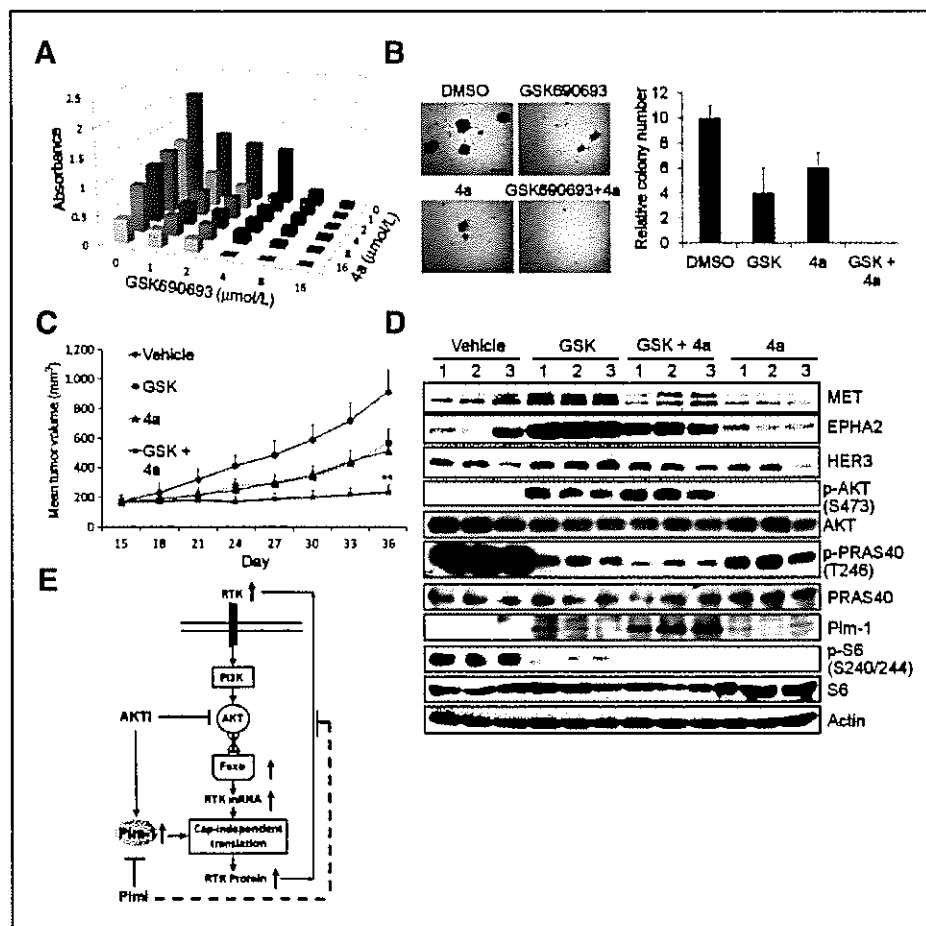 A
Absorbance
2.5
2
1.5
1
0.5
0
0 1 2 4 8 16
GSK690693 (μmol/L)
0
1
2
8
16
4a (μmol/L)
B
DMSO
GSK690693
4a
GSK690693+4a
Relative colony number
12
10
8
6
4
2
0
DMSO
GSK
4a
GSK +
4a
C
Mean tumor volume (mm³)
1,200
1,000
800
600
400
200
0
15 18 21 24 27 30 33 36
Day
Vehicle
GSK
4a
GSK +
4a
**
D
Vehicle GSK GSK + 4a 4a
1 2 3 1 2 3 1 2 3 1 2 3
MET
EPHA2
HER3
p-AKT
(S473)
AKT
p-PRAS40
(T246)
PRAS40
Pim-1
p-S6
(S240/244)
S6
Actin
E
RTK
PI3K
AKTi
AKT
Foxo
RTK mRNA
Pim-1
Cap-independent
translation
RTK Protein
Pimi